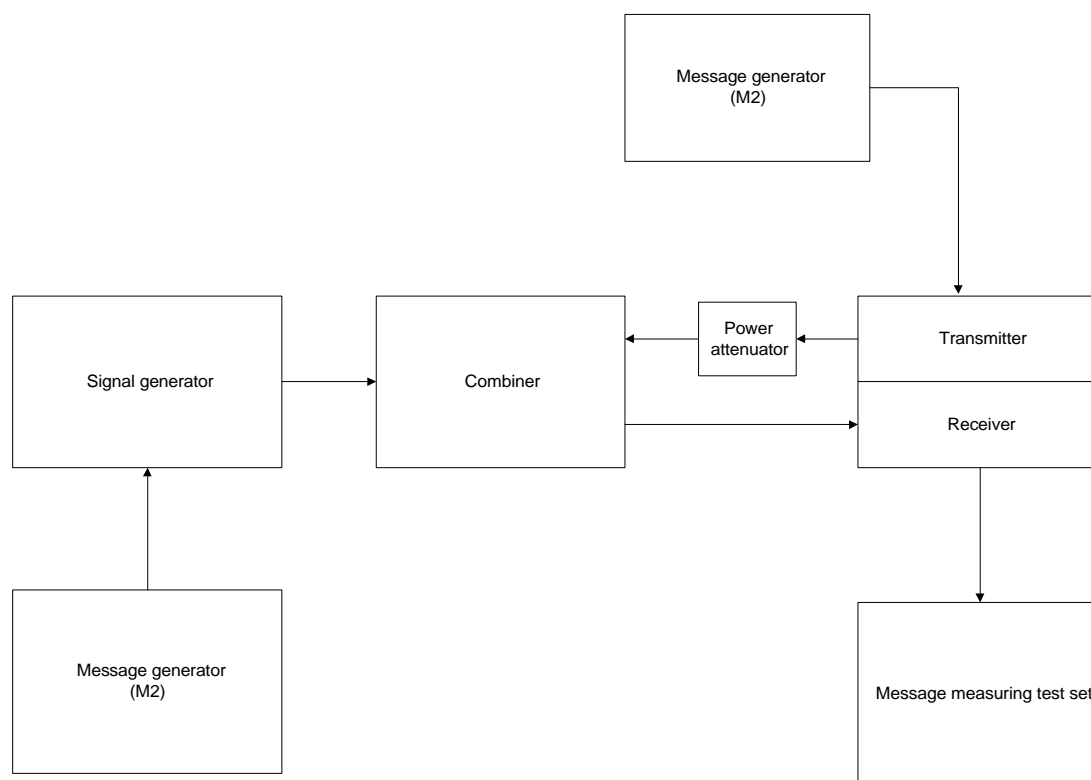 Message generator
(M2)
Power
attenuator
Transmitter
Signal generator
Combiner
Receiver
Message generator
(M2)
Message measuring test set